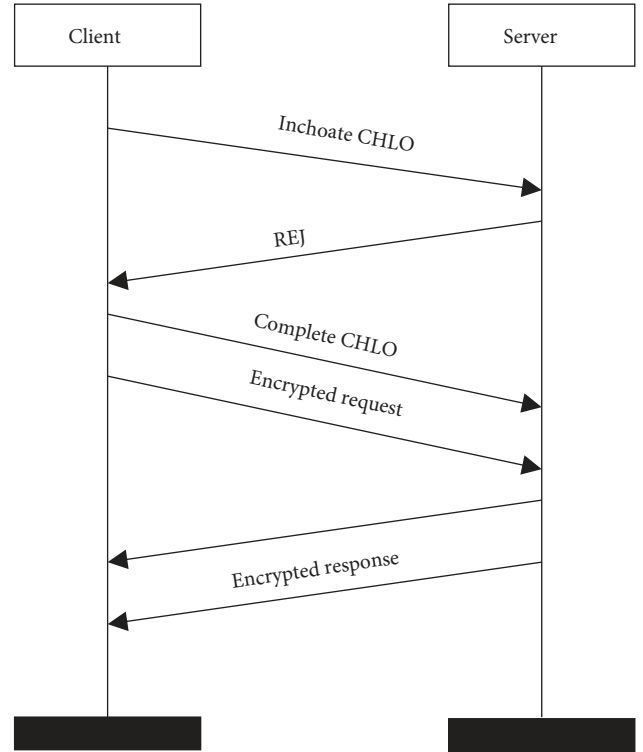 Client
Server
Inchoate CHLO
REJ
Complete CHLO
Encrypted request
Encrypted response